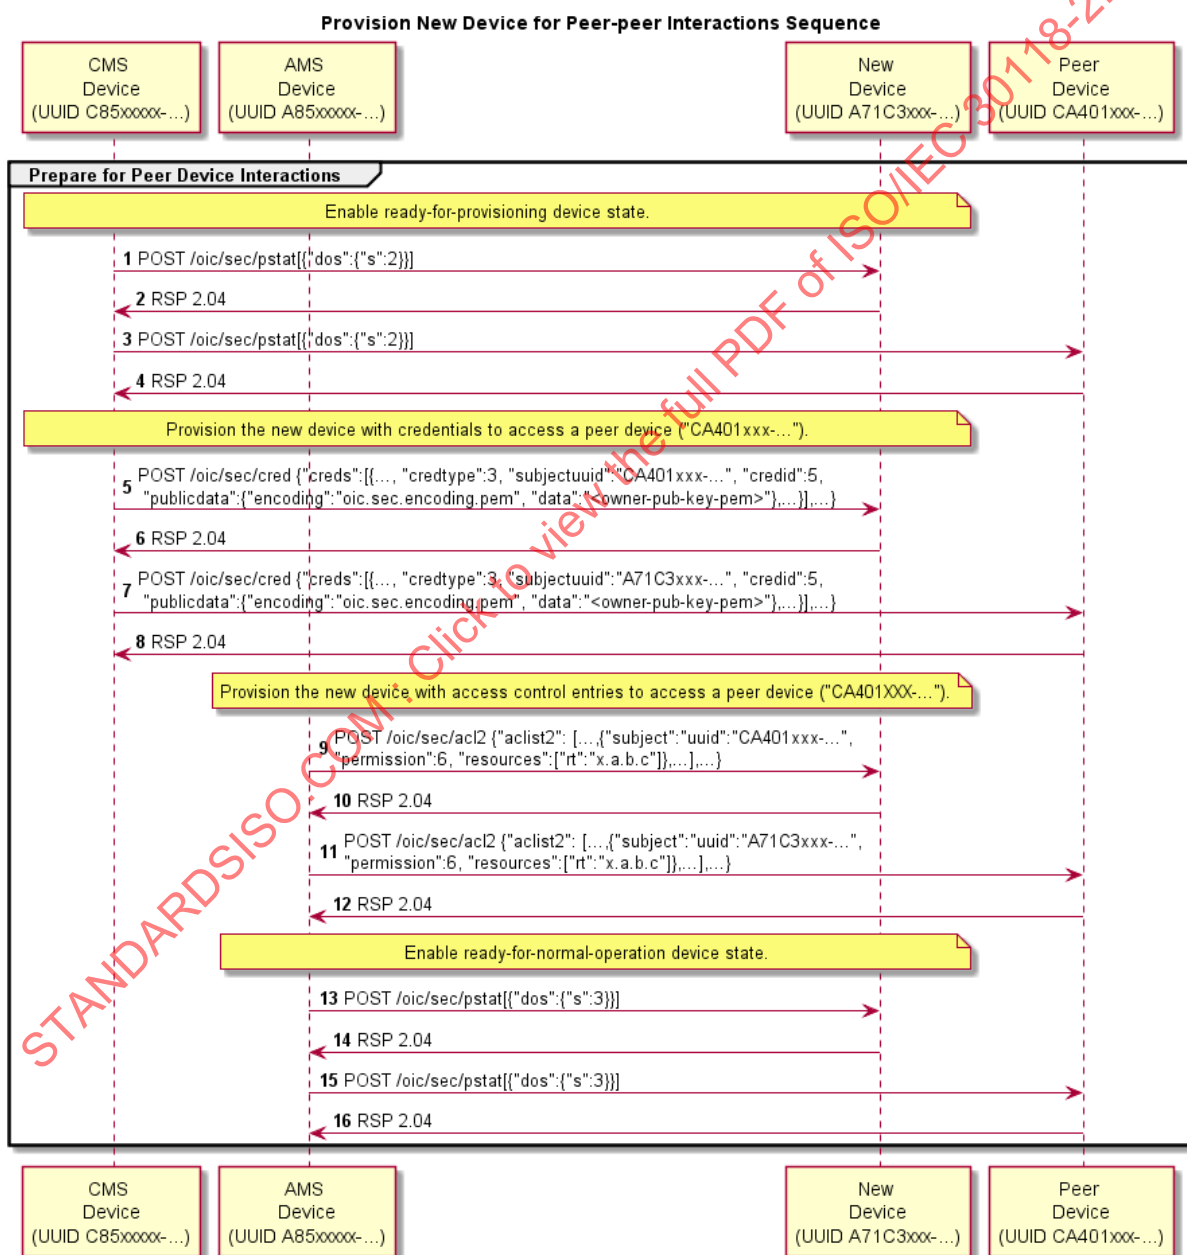 Provision New Device for Peer-peer Interactions Sequence
CMS
Device
(UUID C85xxxxx-...)
AMS
Device
(UUID A85xxxxx-...)
New
Device
(UUID A71C3xxx-...)
Peer
Device
(UUID CA401xxx-...)
Prepare for Peer Device Interactions
Enable ready-for-provisioning device state.
1 POST /oic/sec/pstat[{"dos":{"s":2}}]
2 RSP 2.04
3 POST /oic/sec/pstat[{"dos":{"s":2}}]
4 RSP 2.04
Provision the new device with credentials to access a peer device ("CA401xxx-...").
5 POST /oic/sec/cred {"creds":[{..., "credtype":3, "subjectuuid":"CA401xxx-...", "credid":5,
"publicdata":{"encoding":"oic.sec.encoding.pem", "data":"<owner-pub-key-pem>"},...}],...}
6 RSP 2.04
7 POST /oic/sec/cred {"creds":[{..., "credtype":3, "subjectuuid":"A71C3xxx-...", "credid":5,
"publicdata":{"encoding":"oic.sec.encoding.pem", "data":"<owner-pub-key-pem>"},...}],...}
8 RSP 2.04
Provision the new device with access control entries to access a peer device ("CA401XXX-...").
9 POST /oic/sec/acl2 {"aclist2": [...,{"subject":"uuid":"CA401xxx-...",
"permission":6, "resources":["rt":"x.a.b.c"]},...],...}
10 RSP 2.04
11 POST /oic/sec/acl2 {"aclist2": [...,{"subject":"uuid":"A71C3xxx-...",
"permission":6, "resources":["rt":"x.a.b.c"]},...],...}
12 RSP 2.04
Enable ready-for-normal-operation device state.
13 POST /oic/sec/pstat[{"dos":{"s":3}}]
14 RSP 2.04
15 POST /oic/sec/pstat[{"dos":{"s":3}}]
16 RSP 2.04
CMS
Device
(UUID C85xxxxx-...)
AMS
Device
(UUID A85xxxxx-...)
New
Device
(UUID A71C3xxx-...)
Peer
Device
(UUID CA401xxx-...)
STANDARDSISO.COM : Click to view the full PDF of ISO/IEC 30118-2